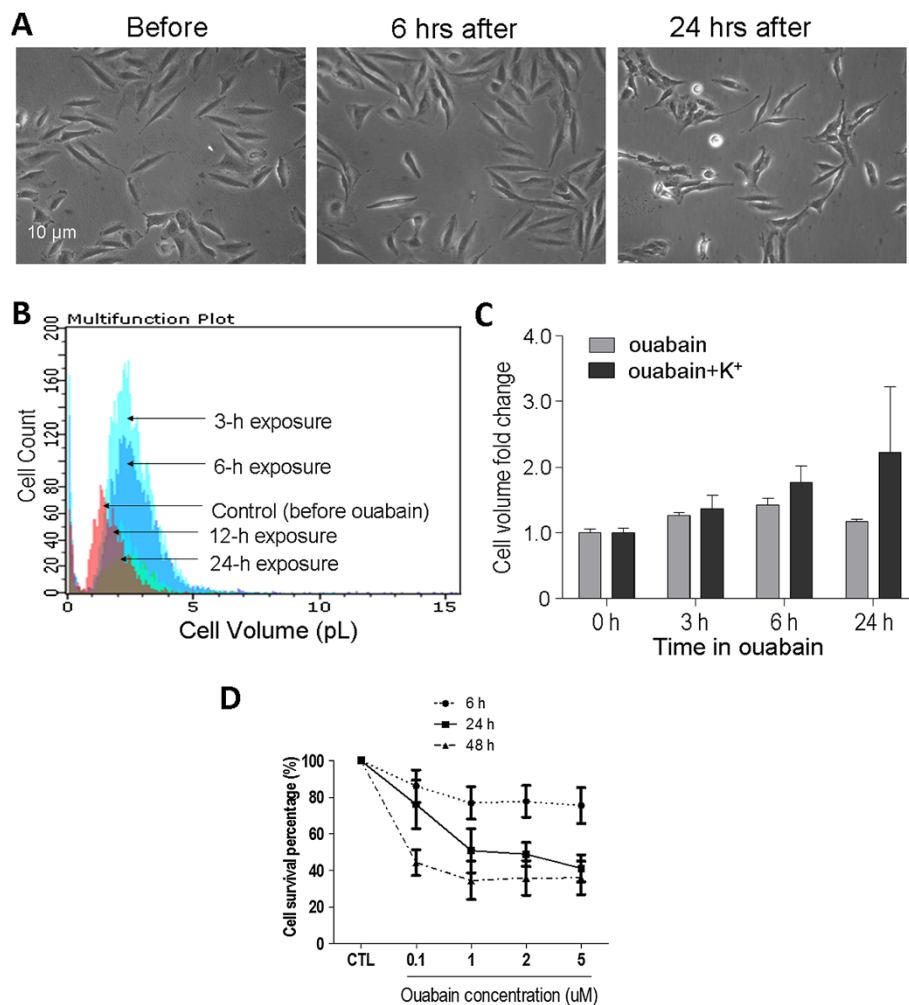 A
Before
6 hrs after
24 hrs after
10 µm
B
Multifunction Plot
Cell Count
200
160
140
120
100
80
60
40
20
0
3-h exposure
6-h exposure
Control (before ouabain)
12-h exposure
24-h exposure
0
5
10
15
Cell Volume (pL)
C
Cell volume fold change
4.0
3.0
2.0
1.0
0
ouabain
ouabain+K⁺
0 h
3 h
6 h
24 h
Time in ouabain
D
6 h
24 h
48 h
Cell survival percentage (%)
100
80
60
40
20
0
CTL
0.1
1
2
5
Ouabain concentration (uM)